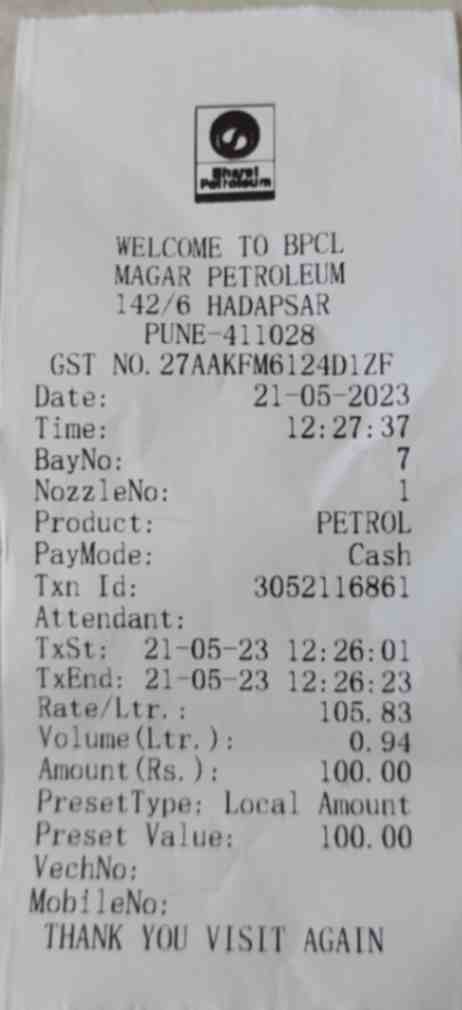 Bharat
Petroleum
WELCOME TO BPCL
MAGAR PETROLEUM
142/6 HADAPSAR
PUNE-411028
GST NO. 27AAKFM6124D1ZF
Date: 21-05-2023
Time: 12:27:37
BayNo: 7
NozzleNo: 1
Product: PETROL
PayMode: Cash
Txn Id: 3052116861
Attendant:
TxSt: 21-05-23 12:26:01
TxEnd: 21-05-23 12:26:23
Rate/Ltr. : 105.83
Volume(Ltr.): 0.94
Amount(Rs.): 100.00
PresetType: Local Amount
Preset Value: 100.00
VechNo:
MobileNo:
THANK YOU VISIT AGAIN